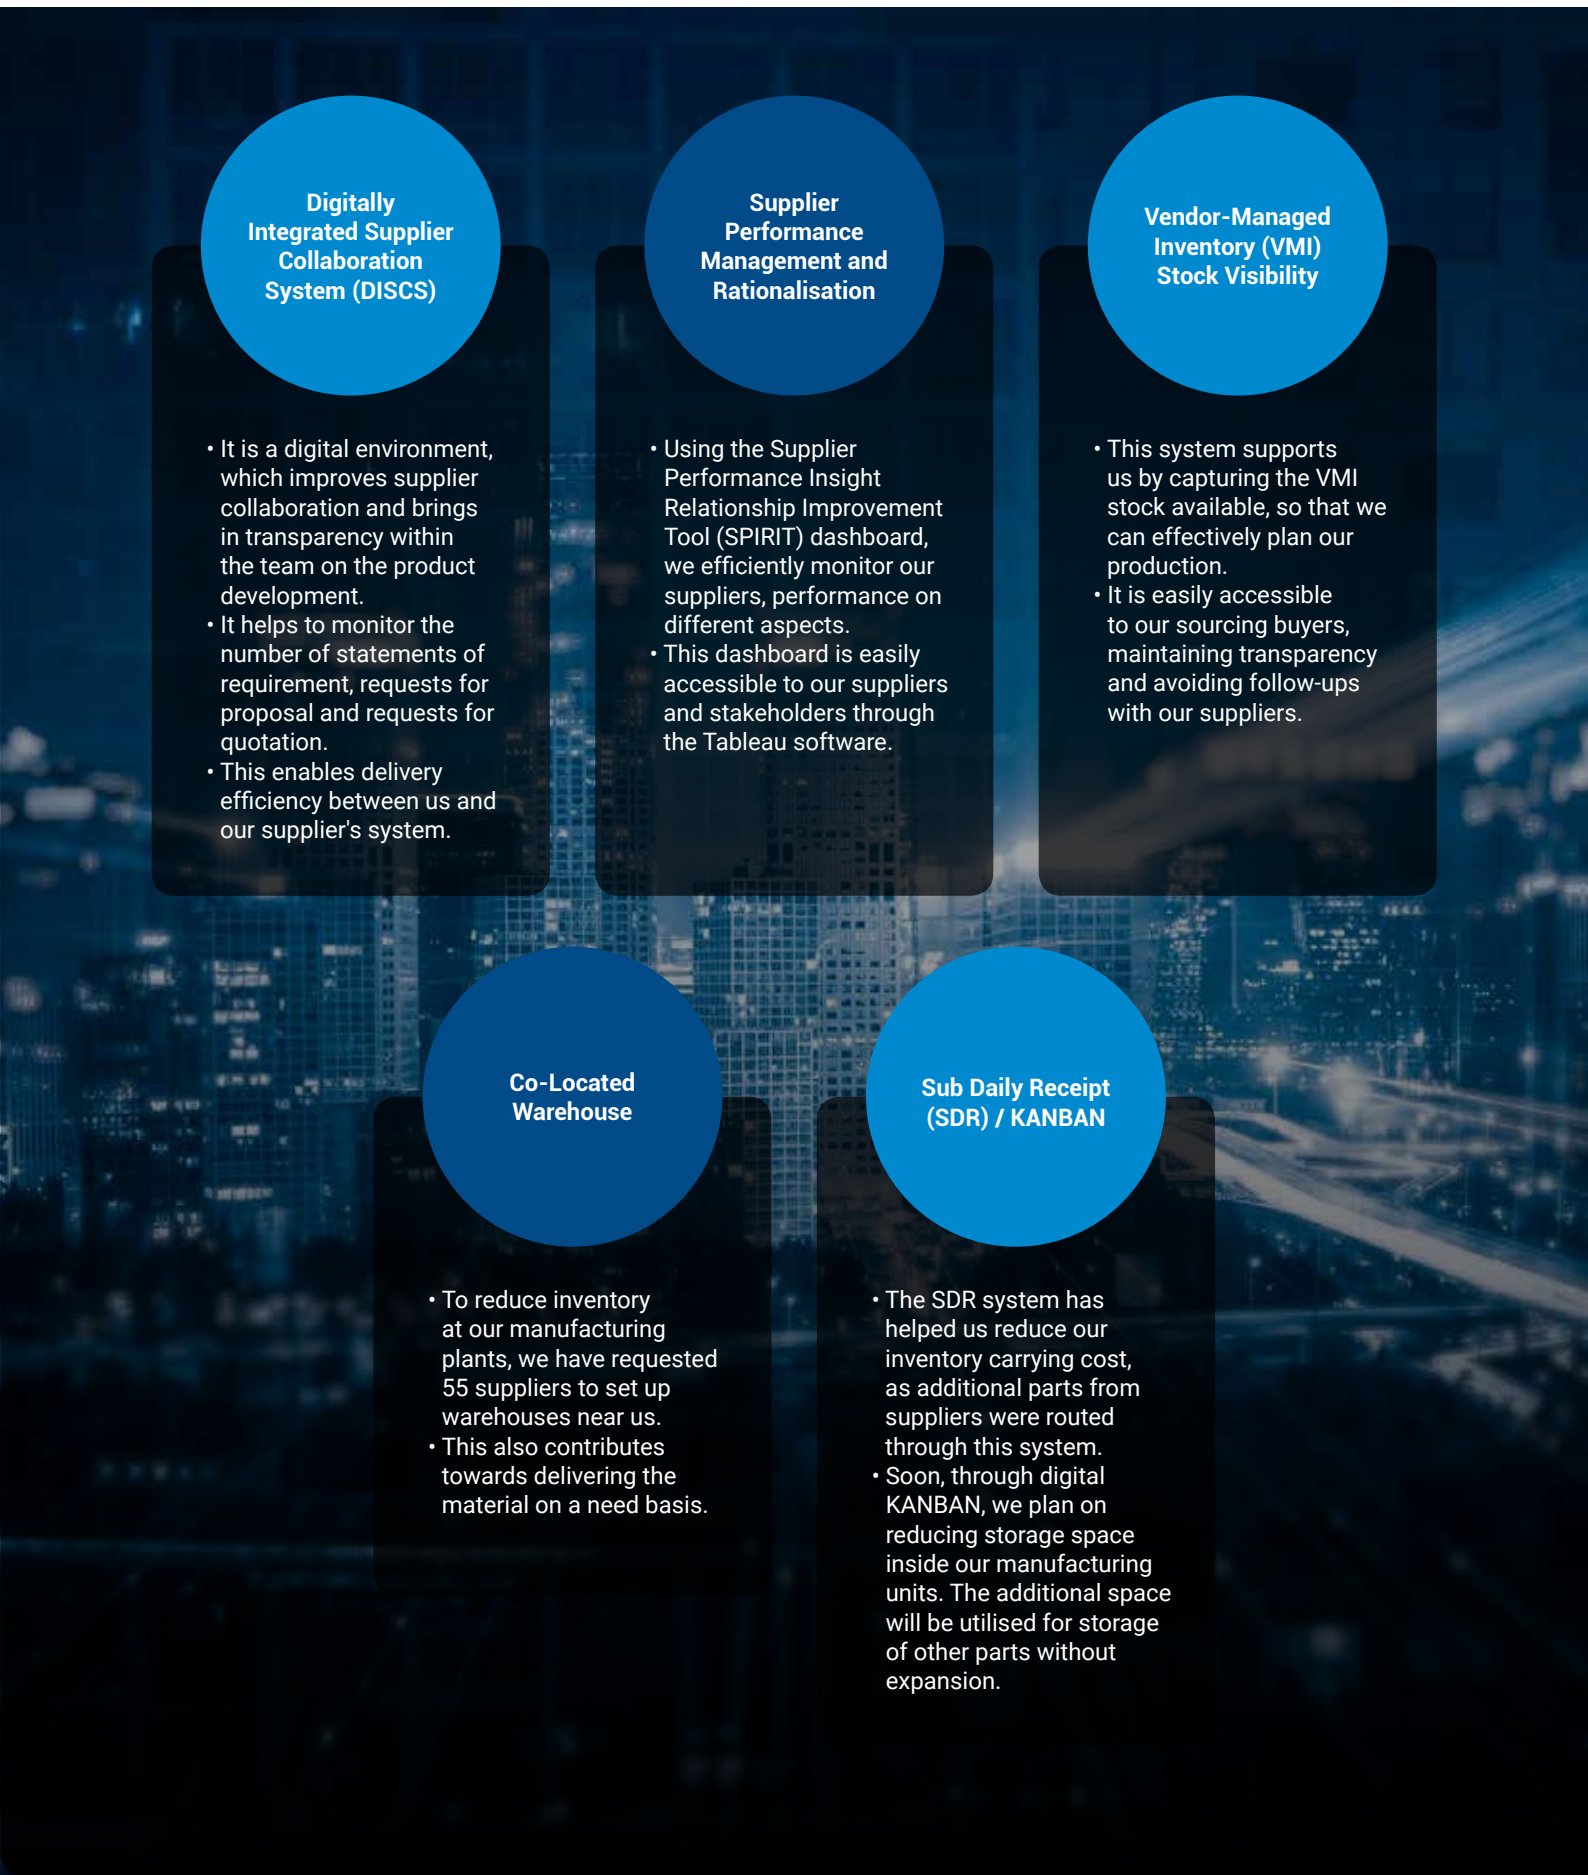 Digitally
Integrated Supplier
Collaboration
System (DISCS)
• It is a digital environment,
which improves supplier
collaboration and brings
in transparency within
the team on the product
development.
• It helps to monitor the
number of statements of
requirement, requests for
proposal and requests for
quotation.
• This enables delivery
efficiency between us and
our supplier's system.
Supplier
Performance
Management and
Rationalisation
• Using the Supplier
Performance Insight
Relationship Improvement
Tool (SPIRIT) dashboard,
we efficiently monitor our
suppliers, performance on
different aspects.
• This dashboard is easily
accessible to our suppliers
and stakeholders through
the Tableau software.
Vendor-Managed
Inventory (VMI)
Stock Visibility
• This system supports
us by capturing the VMI
stock available, so that we
can effectively plan our
production.
• It is easily accessible
to our sourcing buyers,
maintaining transparency
and avoiding follow-ups
with our suppliers.
Co-Located
Warehouse
• To reduce inventory
at our manufacturing
plants, we have requested
55 suppliers to set up
warehouses near us.
• This also contributes
towards delivering the
material on a need basis.
Sub Daily Receipt
(SDR) / KANBAN
• The SDR system has
helped us reduce our
inventory carrying cost,
as additional parts from
suppliers were routed
through this system.
• Soon, through digital
KANBAN, we plan on
reducing storage space
inside our manufacturing
units. The additional space
will be utilised for storage
of other parts without
expansion.